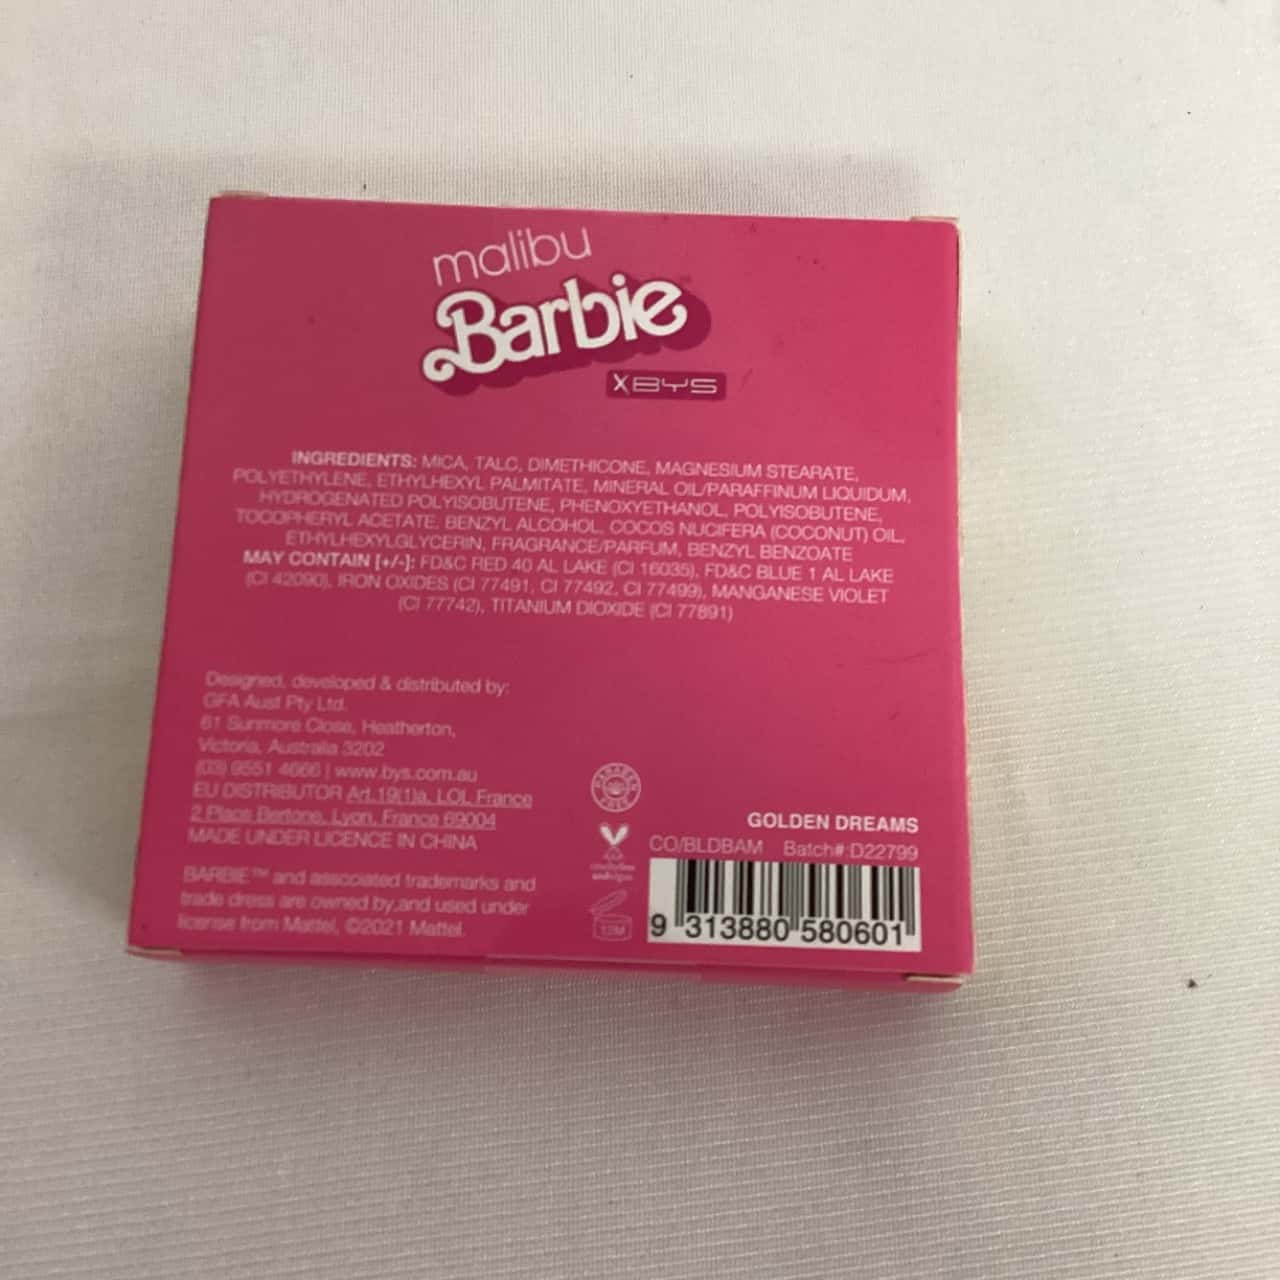 malibu
Barbie™
XBYS
INGREDIENTS: MICA, TALC, DIMETHICONE, MAGNESIUM STEARATE,
POLYETHYLENE, ETHYLHEXYL PALMITATE, MINERAL OIL/PARAFFINUM LIQUIDUM,
HYDROGENATED POLYISOBUTENE, PHENOXYETHANOL, POLYISOBUTENE,
TOCOPHERYL ACETATE, BENZYL ALCOHOL, COCOS NUCIFERA (COCONUT) OIL,
ETHYLHEXYLGLYCERIN, FRAGRANCE/PARFUM, BENZYL BENZOATE
MAY CONTAIN [+/-]: FD&C RED 40 AL LAKE (CI 16035), FD&C BLUE 1 AL LAKE
(CI 42090), IRON OXIDES (CI 77491, CI 77492, CI 77499), MANGANESE VIOLET
(CI 77742), TITANIUM DIOXIDE (CI 77891)
Designed, developed & distributed by:
GFA Aust Pty Ltd.
61 Sunmore Close, Heatherton,
Victoria, Australia 3202
(03) 9551 4666 | www.bys.com.au
EU DISTRIBUTOR Art.19(1)a, LOL France
2 Place Bertone, Lyon, France 69004
MADE UNDER LICENCE IN CHINA
BARBIE™ and associated trademarks and
trade dress are owned by,and used under
license from Mattel, ©2021 Mattel.
PARABEN
FREE
12M
GOLDEN DREAMS
CO/BLDBAM Batch#:D22799
9 313880 580601